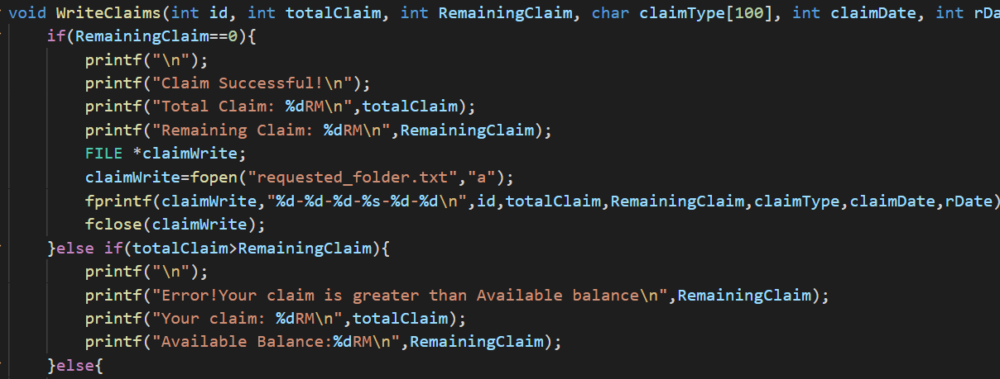 void WriteClaims(int id, int totalClaim, int RemainingClaim, char claimType[100], int claimDate, int rDa
if(RemainingClaim==0){
printf("\n");
printf("Claim Successful!\n");
printf("Total Claim: %dRM\n",totalClaim);
printf("Remaining Claim: %dRM\n",RemainingClaim);
FILE *claimWrite;
claimWrite=fopen("requested_folder.txt","a");
fprintf(claimWrite,"%d-%d-%d-%s-%d-%d\n",id,totalClaim,RemainingClaim,claimType,claimDate,rDate)
fclose(claimWrite);
}else if(totalClaim>RemainingClaim){
printf("\n");
printf("Error!Your claim is greater than Available balance\n",RemainingClaim);
printf("Your claim: %dRM\n",totalClaim);
printf("Available Balance:%dRM\n",RemainingClaim);
}else{